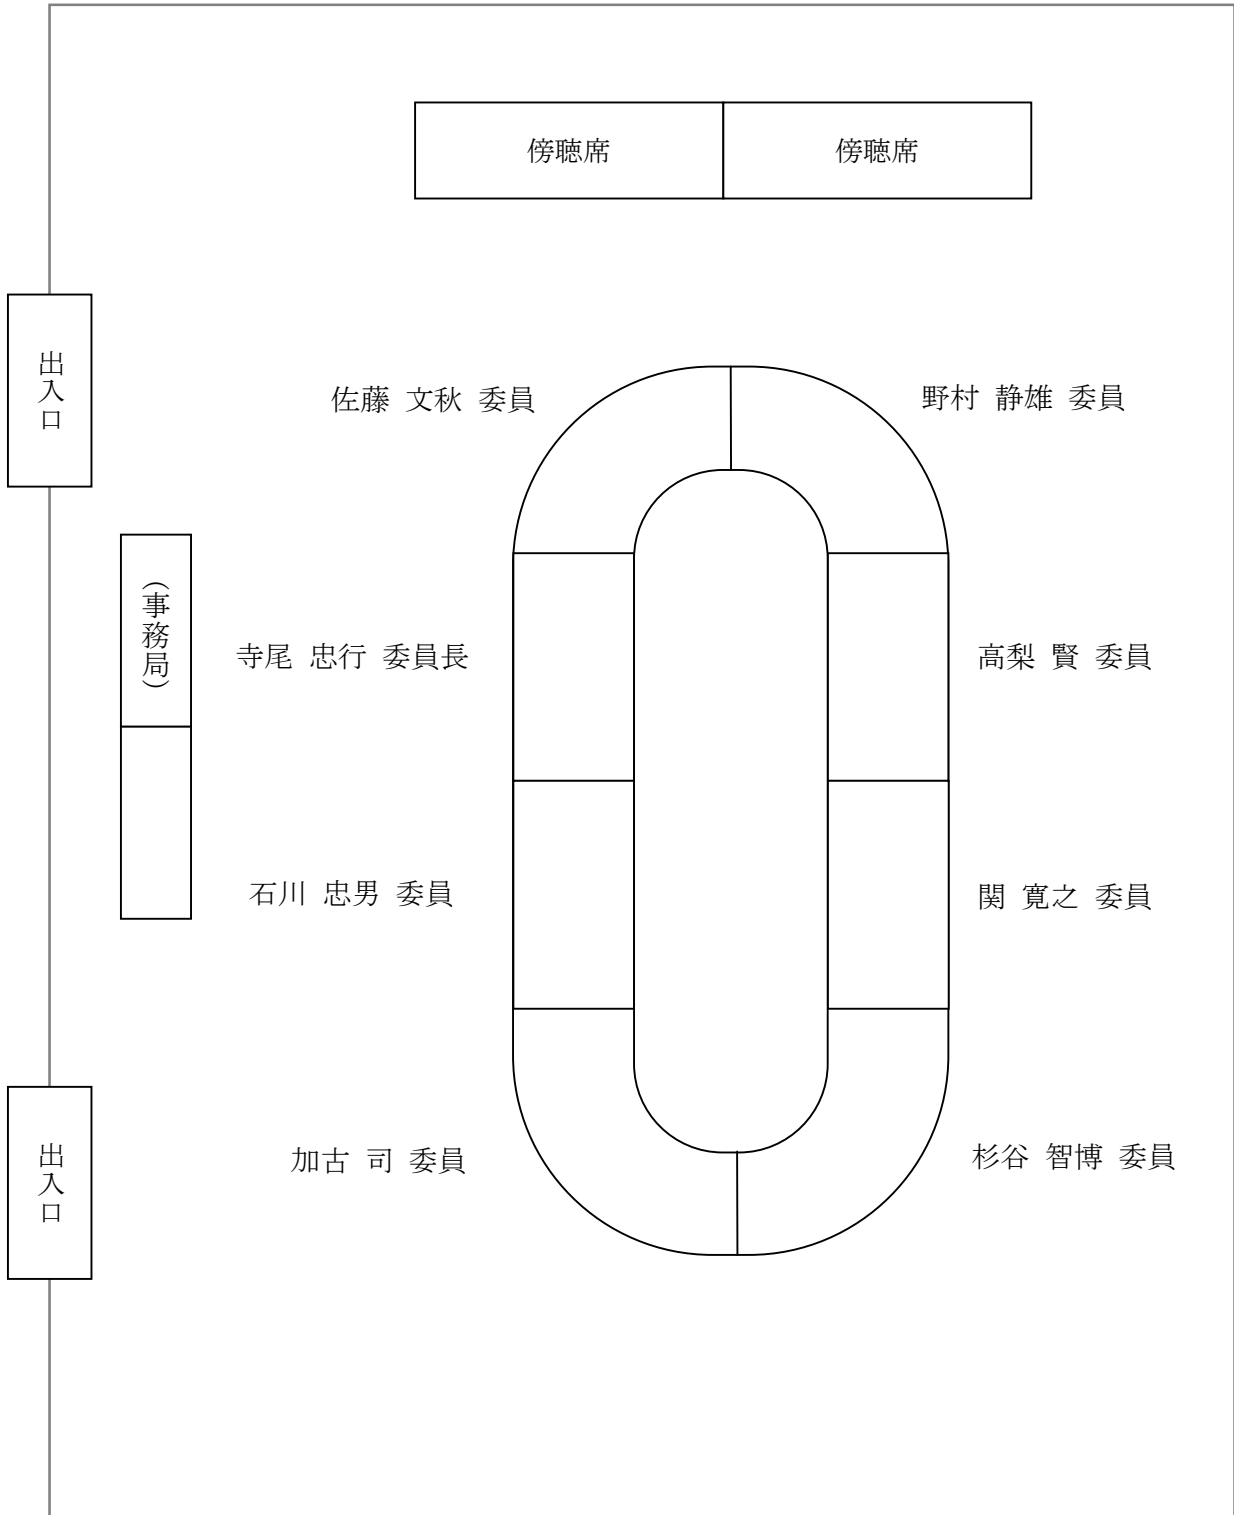 傍聴席
傍聴席
出入口
佐藤 文秋 委員
野村 静雄 委員
（事務局）
寺尾 忠行 委員長
高梨 賢 委員
石川 忠男 委員
関 寛之 委員
出入口
加古 司 委員
杉谷 智博 委員